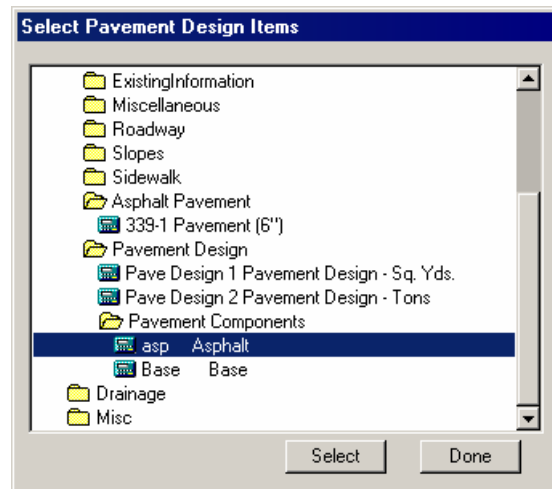 Select Pavement Design Items
ExistingInformation
Miscellaneous
Roadway
Slopes
Sidewalk
Asphalt Pavement
339-1 Pavement (6")
Pavement Design
Pave Design 1 Pavement Design - Sq. Yds.
Pave Design 2 Pavement Design - Tons
Pavement Components
asp Asphalt
Base Base
Drainage
Misc
Select Done